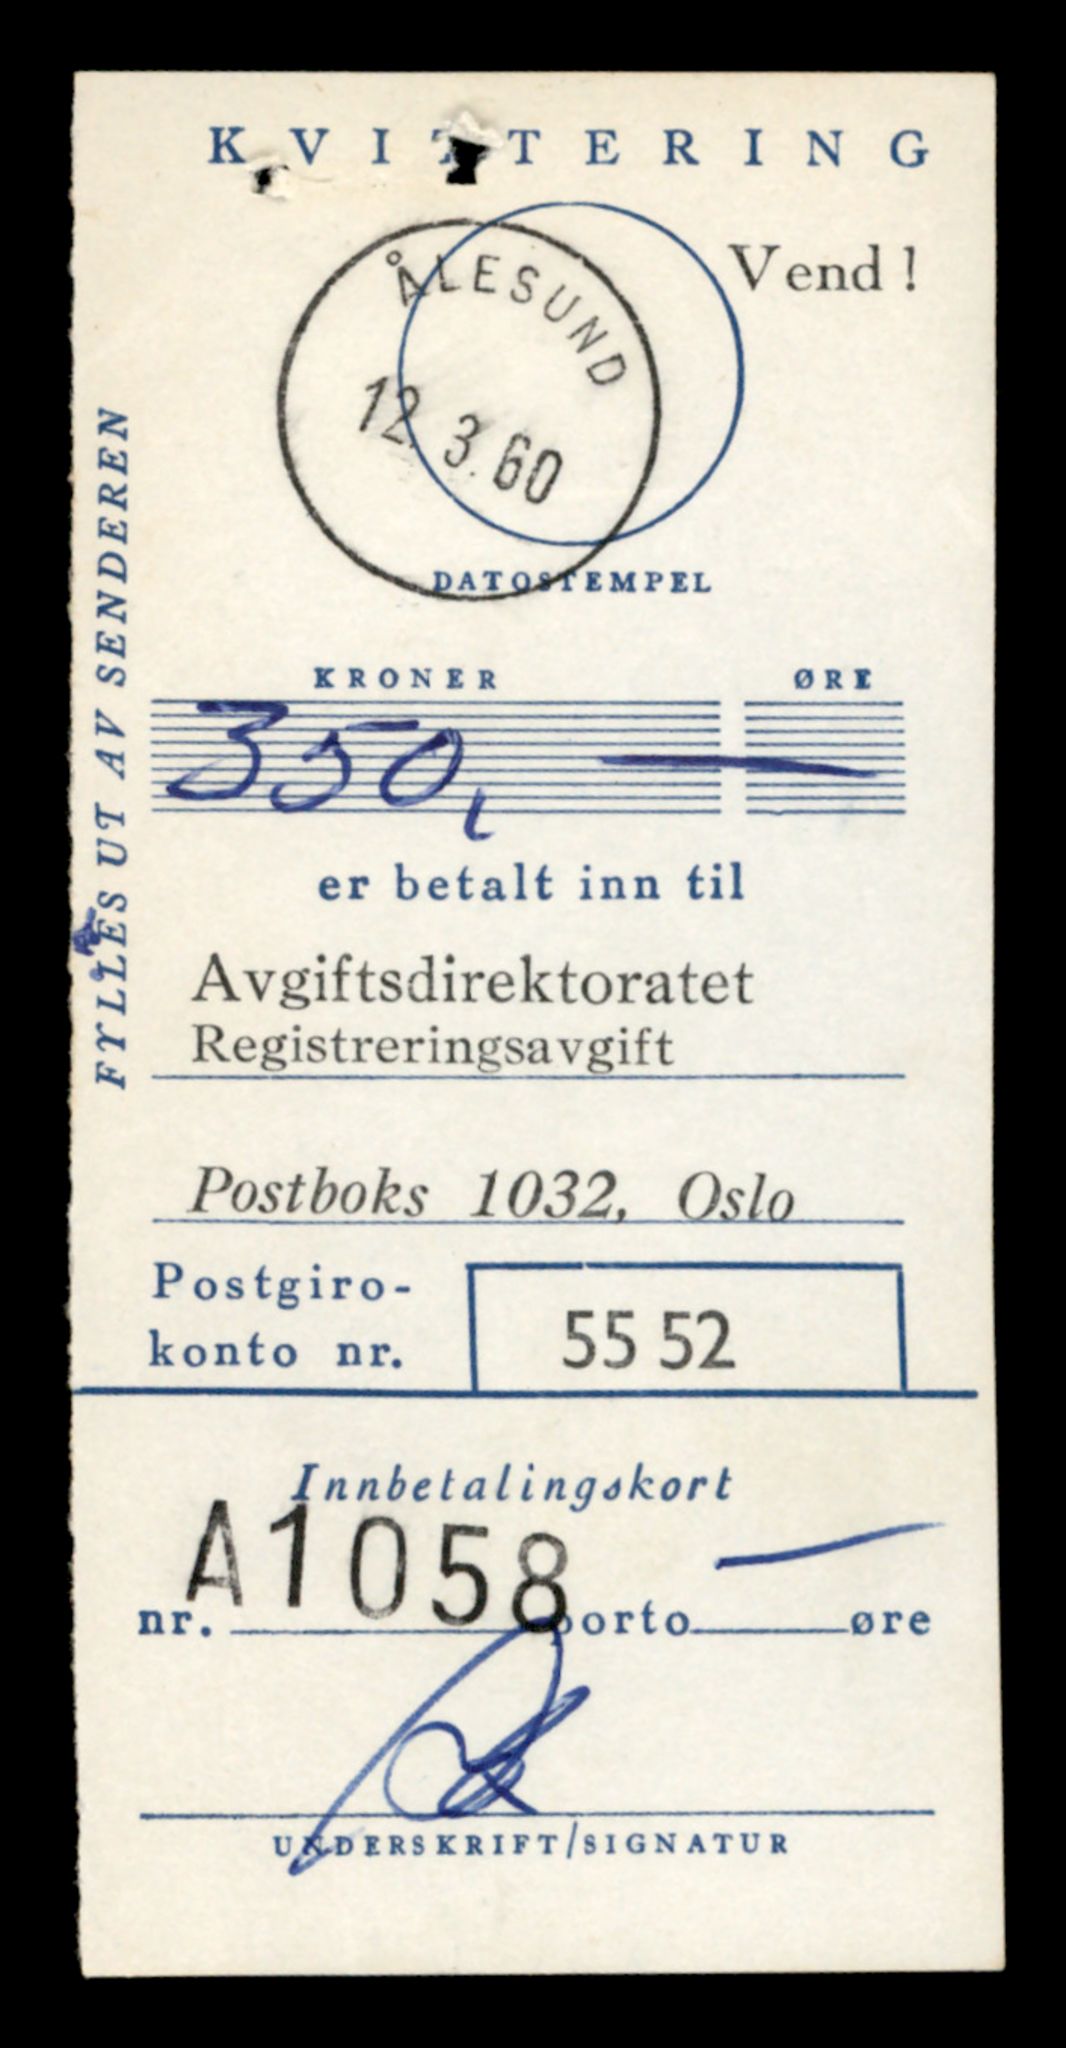 KVITTERING
Vend!
ÅLESUND
12.3.60
DATOSTEMPEL
FYLLES UT AV SENDEREN
KRONER ØRE
350, —
er betalt inn til
Avgiftsdirektoratet
Registreringsavgift
Postboks 1032, Oslo
Postgiro-
konto nr. 55 52
Innbetalingskort
nr. A1058 porto — øre
UNDERSKRIFT/SIGNATUR